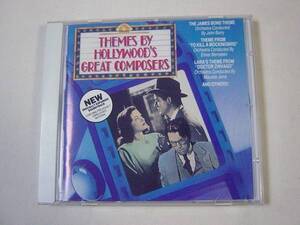 THEMES BY
HOLLYWOOD'S
GREAT COMPOSERS
NEW
THE JAMES BOND THEME
Orchestra Conducted
By John Barry
THEME FROM
"TO KILL A MOCKINGBIRD"
Orchestra Conducted By
Elmer Bernstein
LARA'S THEME FROM
"DOCTOR ZHIVAGO"
Orchestra Conducted By
Maurice Jarre
AND OTHERS!